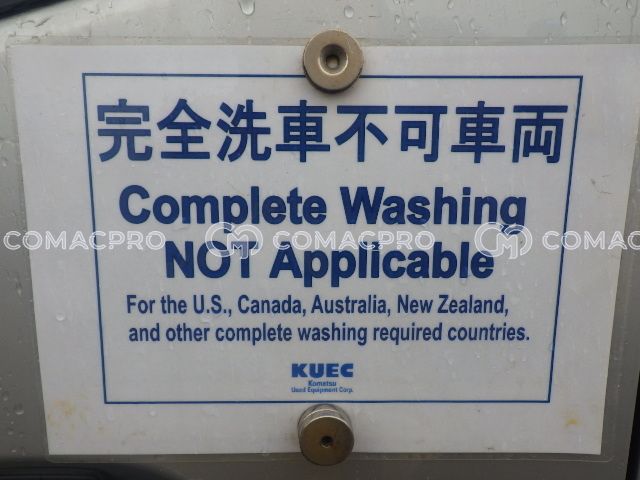 完全洗車不可車両
Complete Washing
NOT Applicable
COMACPRO COMACPRO COMACPRO
For the U.S., Canada, Australia, New Zealand,
and other complete washing required countries.
KUEC
Komatsu
Used Equipment Corp.